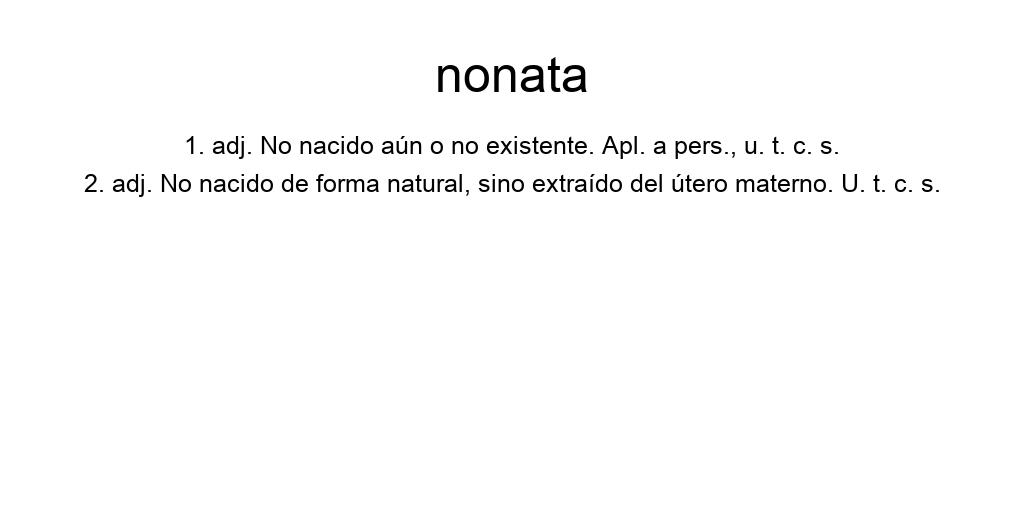 nonata
1. adj. No nacido aún o no existente. Apl. a pers., u. t. c. s.
2. adj. No nacido de forma natural, sino extraído del útero materno. U. t. c. s.